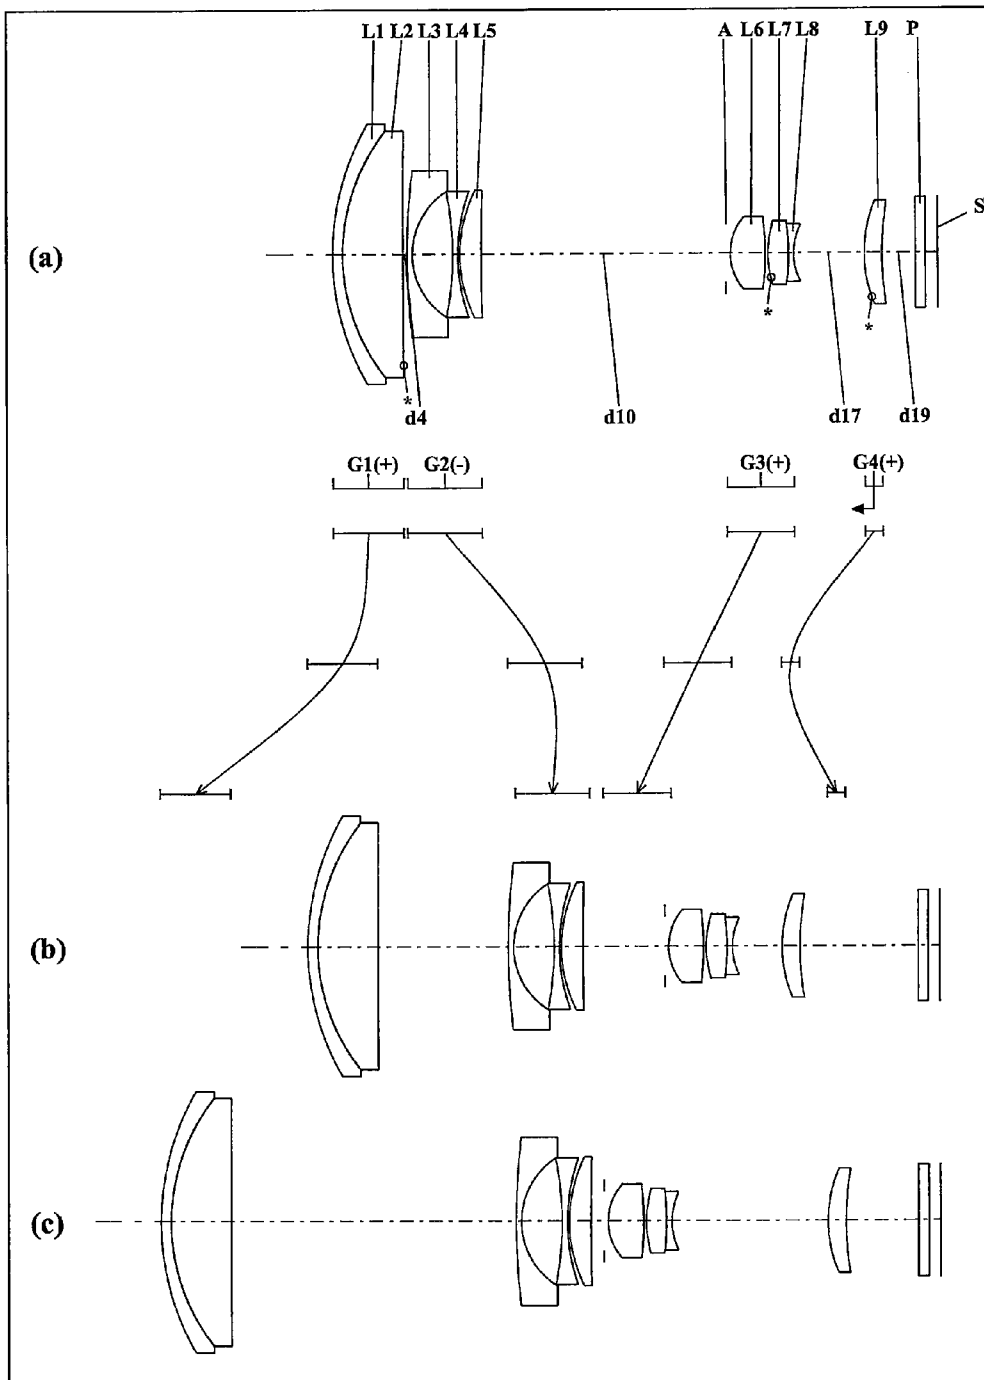 L1 L2 L3 L4 L5 A L6 L7 L8 L9 P
S
(a)
* *
* d4 d10 d17 d19
G1(+) G2(-) G3(+) G4(+)
(b)
(c)